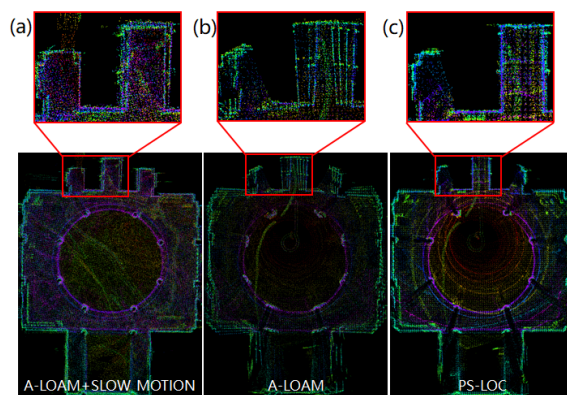 (a)
(b)
(c)
A-LOAM+SLOW MOTION
A-LOAM
PS-LOC